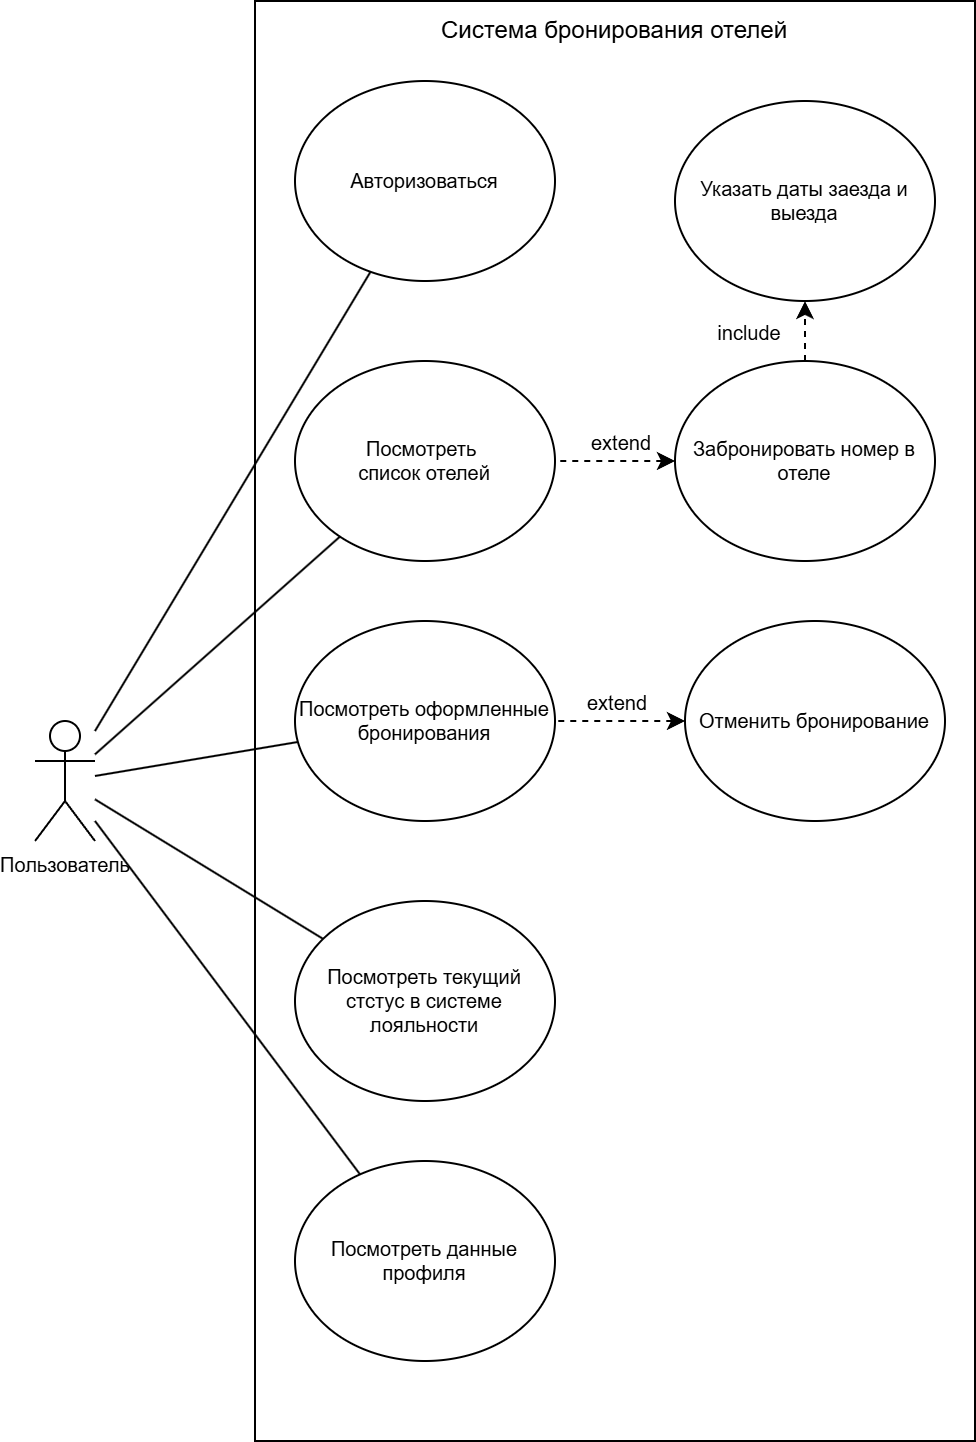 Система бронирования отелей
Авторизоваться
Указать даты заезда и
выезда
include
Посмотреть
список отелей
extend
Забронировать номер в
отеле
Посмотреть оформленные
бронирования
extend
Отменить бронирование
Пользователь
Посмотреть текущий
стстус в системе
лояльности
Посмотреть данные
профиля